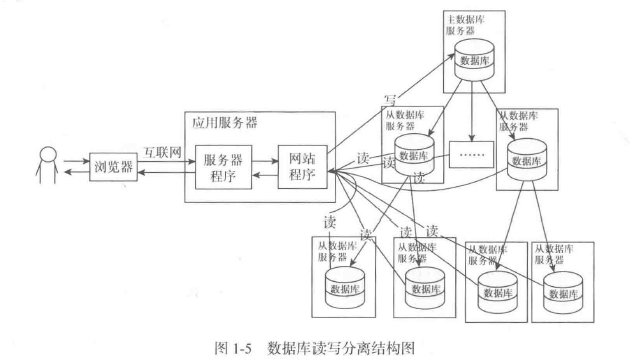 主数据库
服务器
数据库
写
应用服务器
从数据库
服务器
数据库
……
从数据库
服务器
数据库
互联网
浏览器
服务器
程序
网站
程序
读
读
读
读
读
读
读
从数据库
服务器
数据库
从数据库
服务器
数据库
从数据库
服务器
数据库
从数据库
服务器
数据库
图 1-5 数据库读写分离结构图